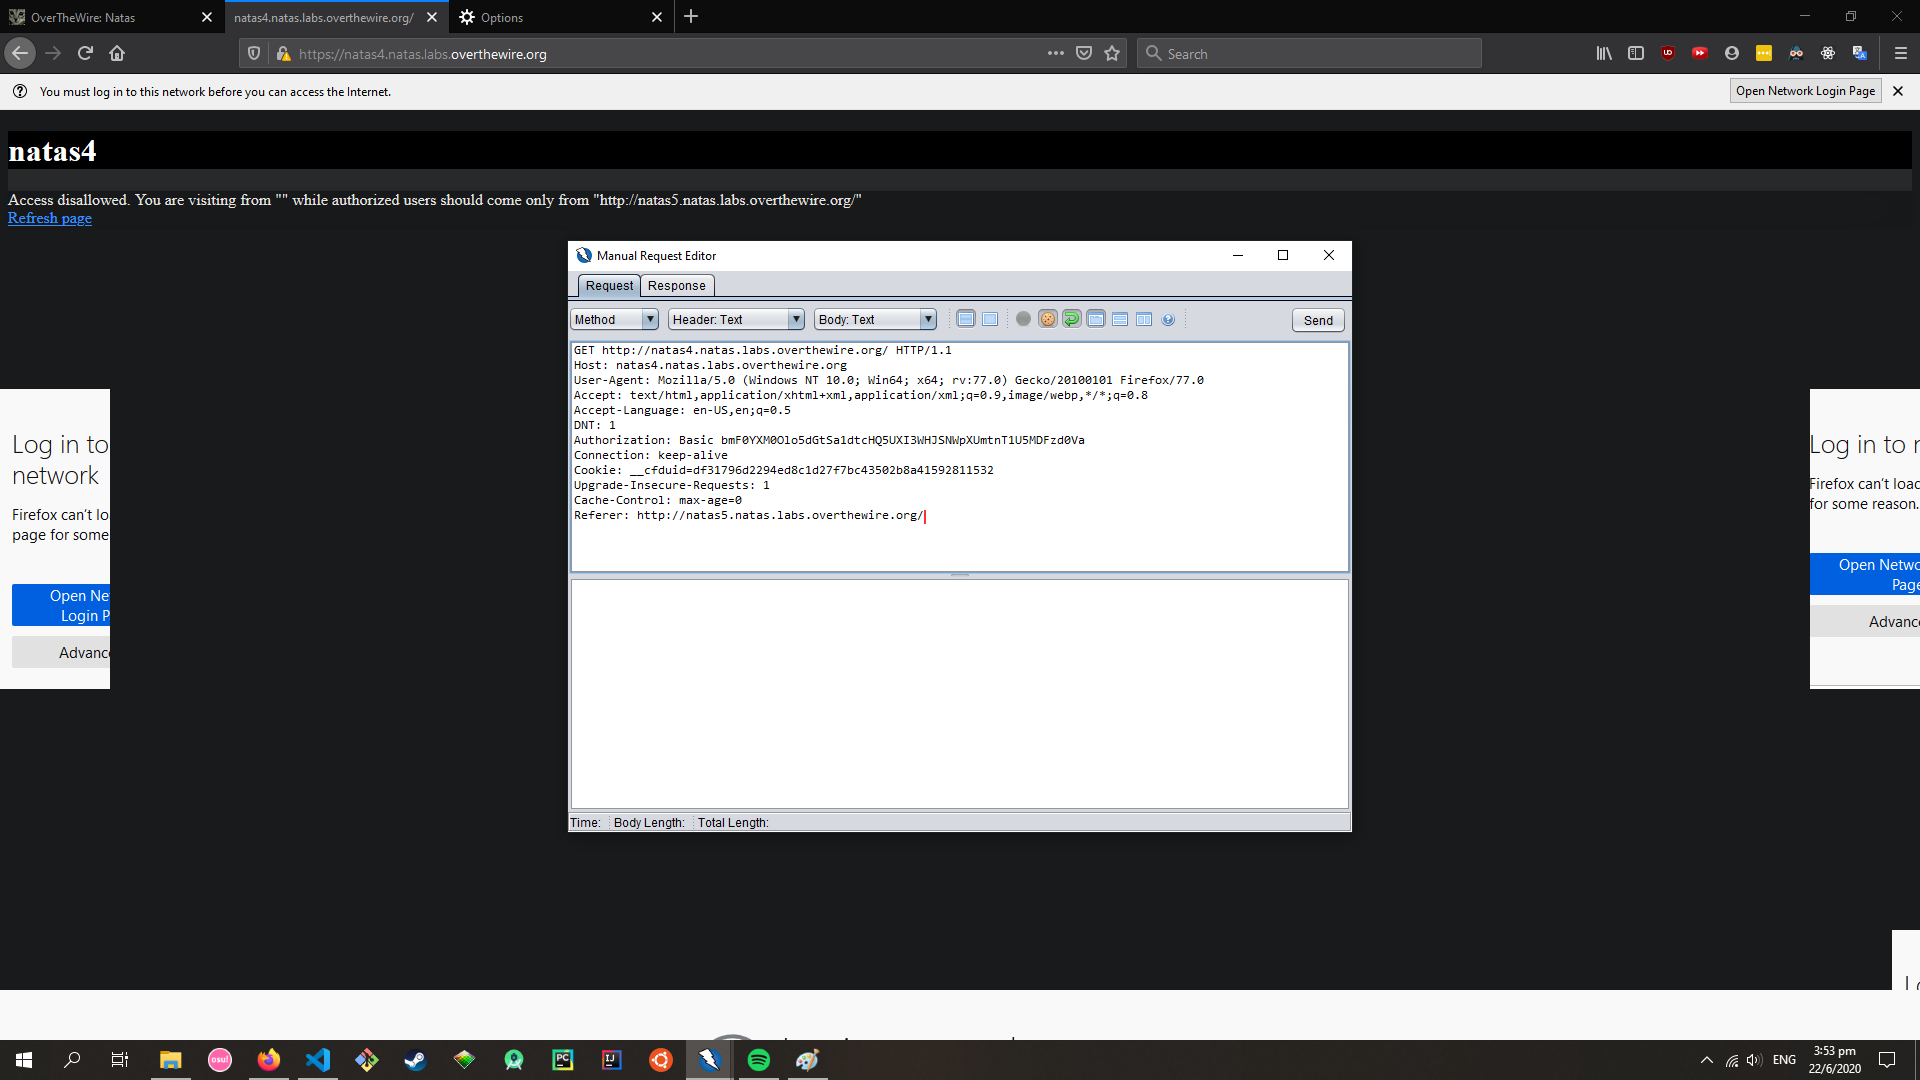 OverTheWire: Natas
natas4.natas.labs.overthewire.org/
Options
https://natas4.natas.labs.overthewire.org
Search
You must log in to this network before you can access the Internet.
Open Network Login Page
natas4
Access disallowed. You are visiting from "" while authorized users should come only from "http://natas5.natas.labs.overthewire.org/"
Refresh page
Manual Request Editor
Request
Response
Method
Header: Text
Body: Text
Send
GET http://natas4.natas.labs.overthewire.org/ HTTP/1.1
Host: natas4.natas.labs.overthewire.org
User-Agent: Mozilla/5.0 (Windows NT 10.0; Win64; x64; rv:77.0) Gecko/20100101 Firefox/77.0
Accept: text/html,application/xhtml+xml,application/xml;q=0.9,image/webp,*/*;q=0.8
Accept-Language: en-US,en;q=0.5
DNT: 1
Authorization: Basic bmF0YXM0Olo5dGtSa1dtcHQ5UXI3WHJSNWpXUmtnT1U5MDFzd0Va
Connection: keep-alive
Cookie: __cfduid=df31796d2294ed8c1d27f7bc43502b8a41592811532
Upgrade-Insecure-Requests: 1
Cache-Control: max-age=0
Referer: http://natas5.natas.labs.overthewire.org/
Time:
Body Length:
Total Length:
Log in to
network
Firefox can't lo
page for some
Open Ne
Login P
Advanc
Log in to r
Firefox can't load
for some reason.
Open Netwo
Page
Advanc
osu!
PC
IJ
ENG
3:53 pm
22/6/2020